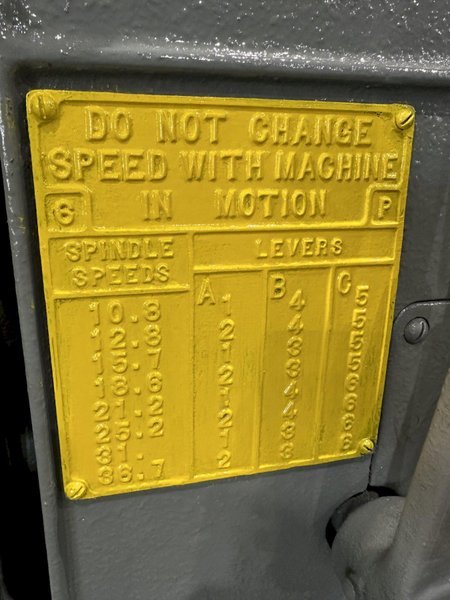 DO NOT CHANGE
SPEED WITH MACHINE
G IN MOTION P
SPINDLE SPEEDS LEVERS
A B C
10.3 1 4 5
12.8 2 4 5
15.7 1 3 5
18.6 2 3 5
21.2 1 4 6
25.2 2 4 6
31. 1 3 6
38.7 2 3 6